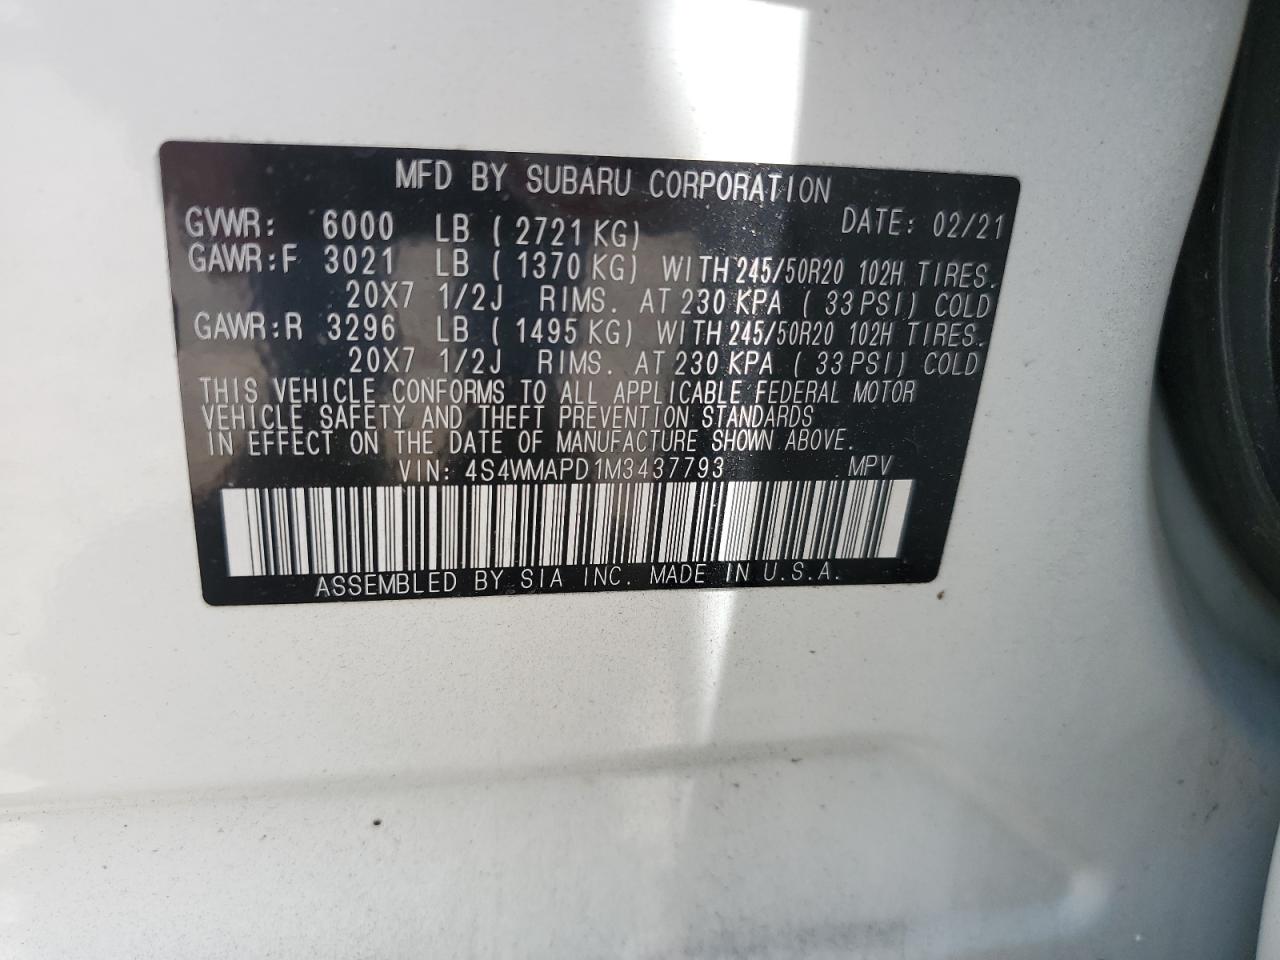 MFD BY SUBARU CORPORATION
GVWR: 6000 LB ( 2721 KG) DATE: 02/21
GAWR:F 3021 LB ( 1370 KG) WITH 245/50R20 102H TIRES.
20X7 1/2J RIMS. AT 230 KPA ( 33 PSI) COLD
GAWR:R 3296 LB ( 1495 KG) WITH 245/50R20 102H TIRES.
20X7 1/2J RIMS. AT 230 KPA ( 33 PSI) COLD
THIS VEHICLE CONFORMS TO ALL APPLICABLE FEDERAL MOTOR
VEHICLE SAFETY AND THEFT PREVENTION STANDARDS
IN EFFECT ON THE DATE OF MANUFACTURE SHOWN ABOVE.
VIN: 4S4WMAPD1M3437793 MPV
ASSEMBLED BY SIA INC. MADE IN U.S.A.